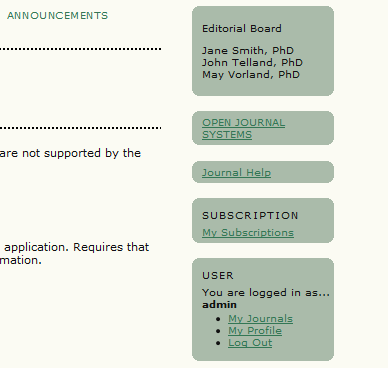 ANNOUNCEMENTS
are not supported by the
application. Requires that
mation.
Editorial Board
Jane Smith, PhD
John Telland, PhD
May Vorland, PhD
OPEN JOURNAL
SYSTEMS
Journal Help
SUBSCRIPTION
My Subscriptions
USER
You are logged in as...
admin
My Journals
My Profile
Log Out